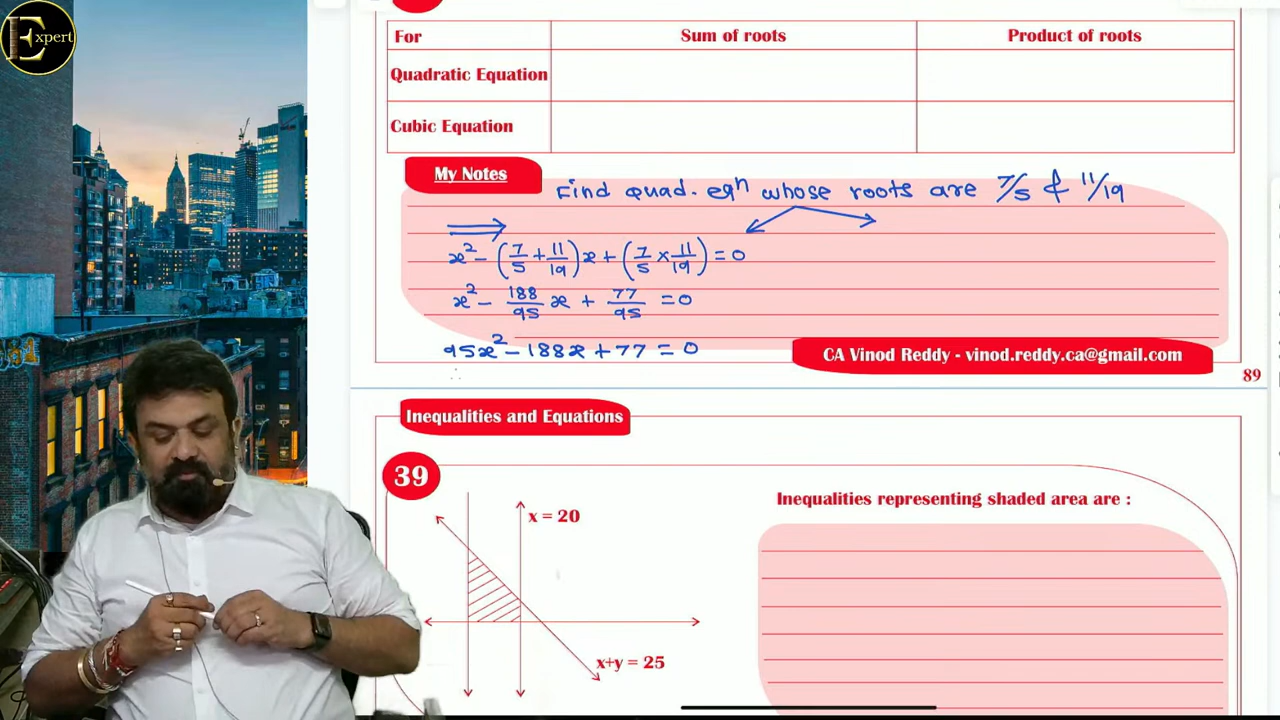 Expert
For Sum of roots Product of roots
Quadratic Equation
Cubic Equation
My Notes
Find quad. eqn whose roots are 7/5 & 11/19
x² - (7/5 + 11/19)x + (7/5 × 11/19) = 0
x² - 188/95 x + 77/95 = 0
95x² - 188x + 77 = 0
CA Vinod Reddy - vinod.reddy.ca@gmail.com
89
Inequalities and Equations
39
x = 20
Inequalities representing shaded area are :
x+y = 25